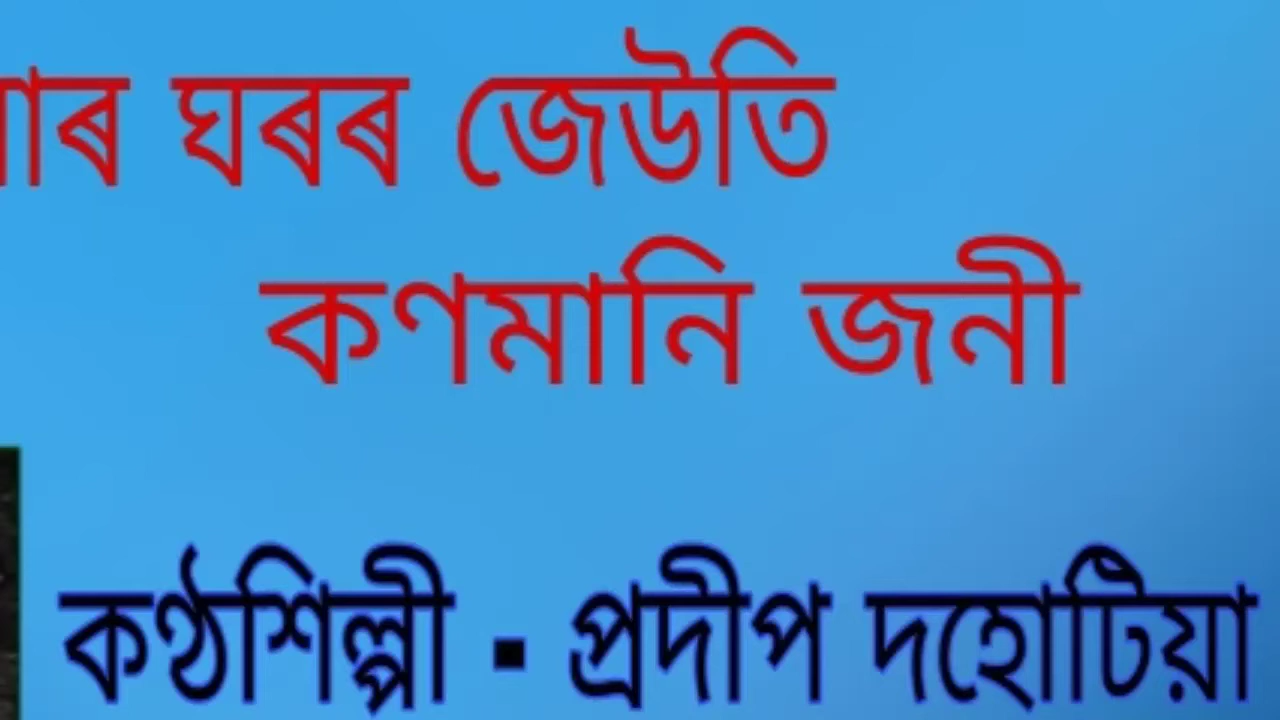 ঘৰৰ জেউতি
কণমানি জনী
কণ্ঠশিল্পী - প্ৰদীপ দহোটিয়া